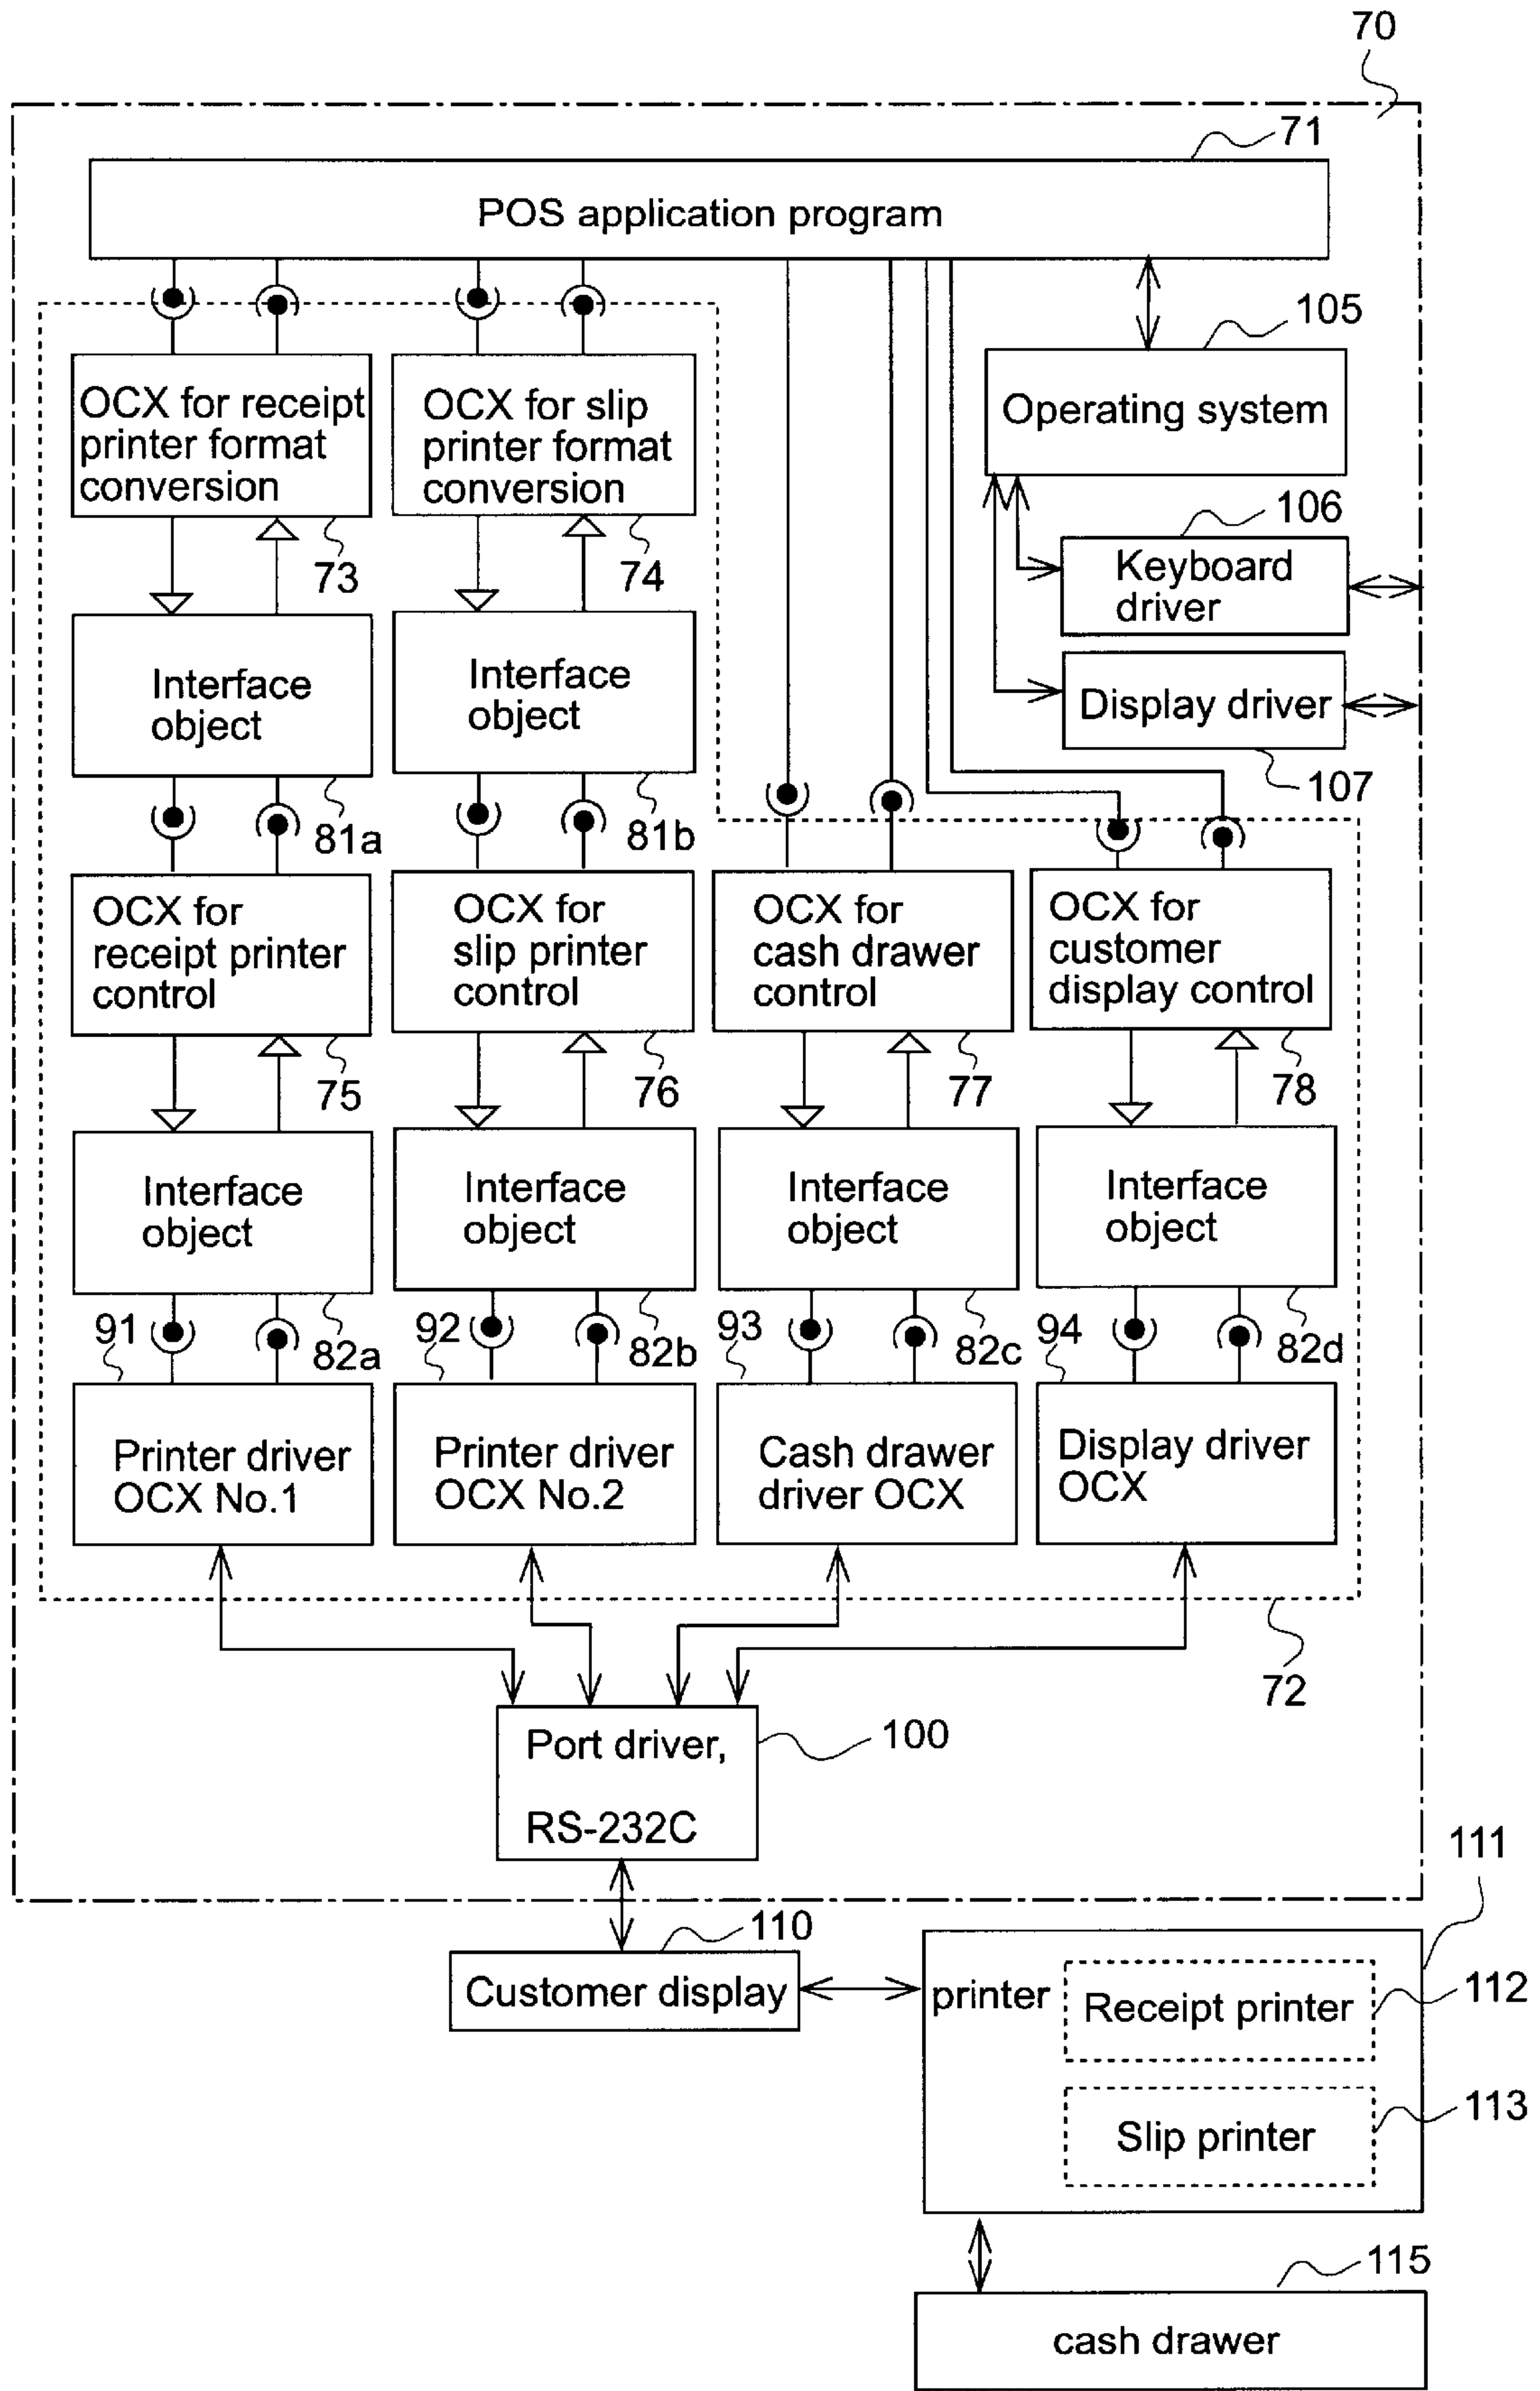 70
71
POS application program
105
OCX for receipt
printer format
conversion
OCX for slip
printer format
conversion
Operating system
73
74
106
Keyboard
driver
Interface
object
Interface
object
Display driver
107
81a
81b
OCX for
receipt printer
control
OCX for
slip printer
control
OCX for
cash drawer
control
OCX for
customer
display control
75
76
77
78
Interface
object
Interface
object
Interface
object
Interface
object
91
82a
92
82b
93
82c
94
82d
Printer driver
OCX No.1
Printer driver
OCX No.2
Cash drawer
driver OCX
Display driver
OCX
72
Port driver,
RS-232C
100
111
110
Customer display
printer
Receipt printer
112
Slip printer
113
115
cash drawer